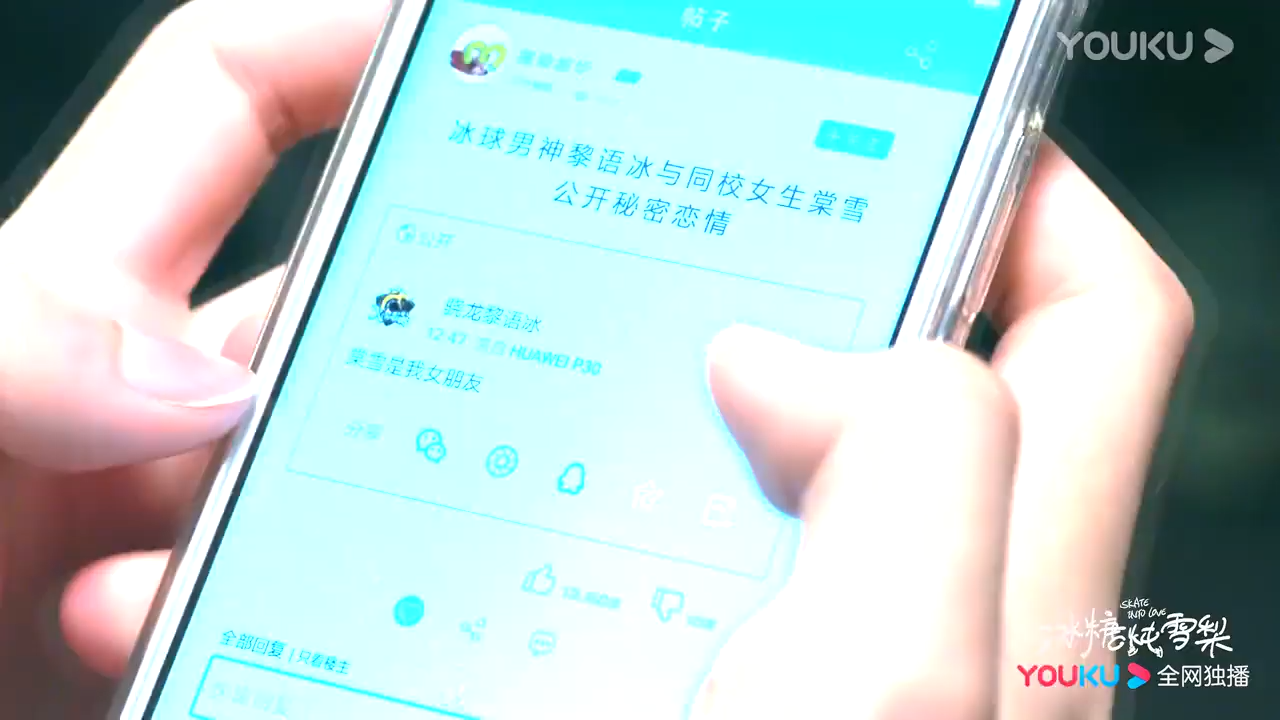 帖子
YOUKU
冰球男神黎语冰与同校女生棠雪
公开秘密恋情
公开
骁龙黎语冰
12:47 来自 HUAWEI P30
棠雪是我女朋友
分享
全部回复 | 只看楼主
SKATE
INTO LOVE
冰糖炖雪梨
YOUKU 全网独播